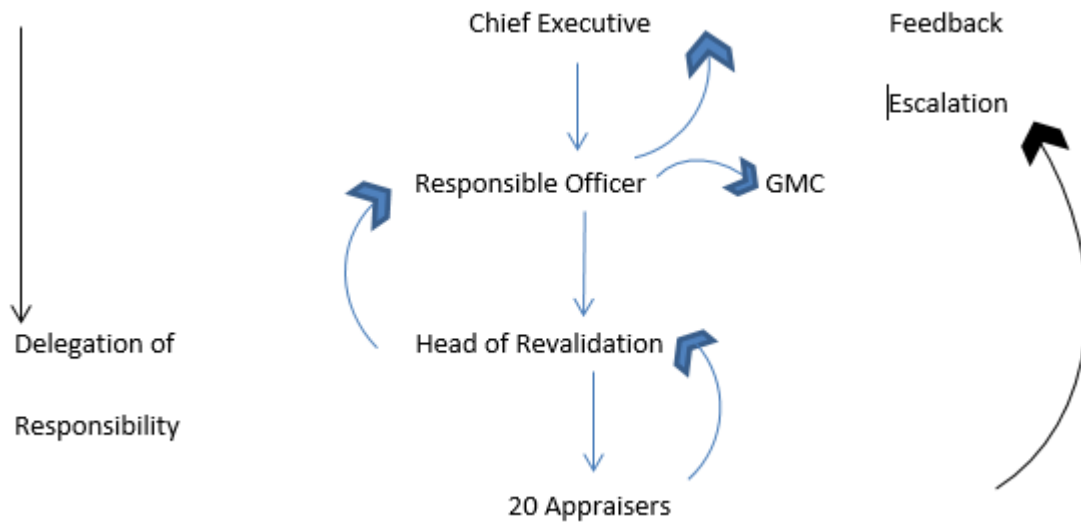 Chief Executive
Feedback
Escalation
Responsible Officer
GMC
Delegation of
Responsibility
Head of Revalidation
20 Appraisers